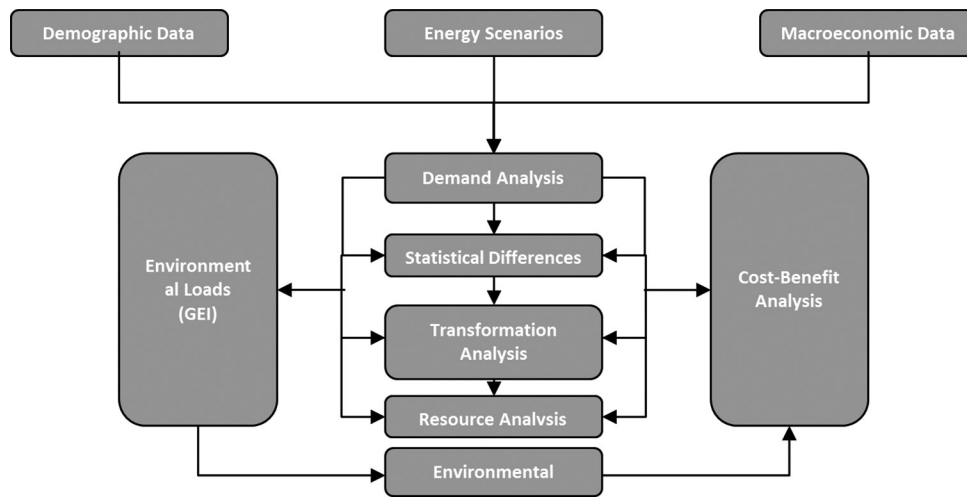 Demographic Data
Energy Scenarios
Macroeconomic Data
Demand Analysis
Statistical Differences
Environment
al Loads
(GEI)
Cost-Benefit
Analysis
Transformation
Analysis
Resource Analvsis
Environmental